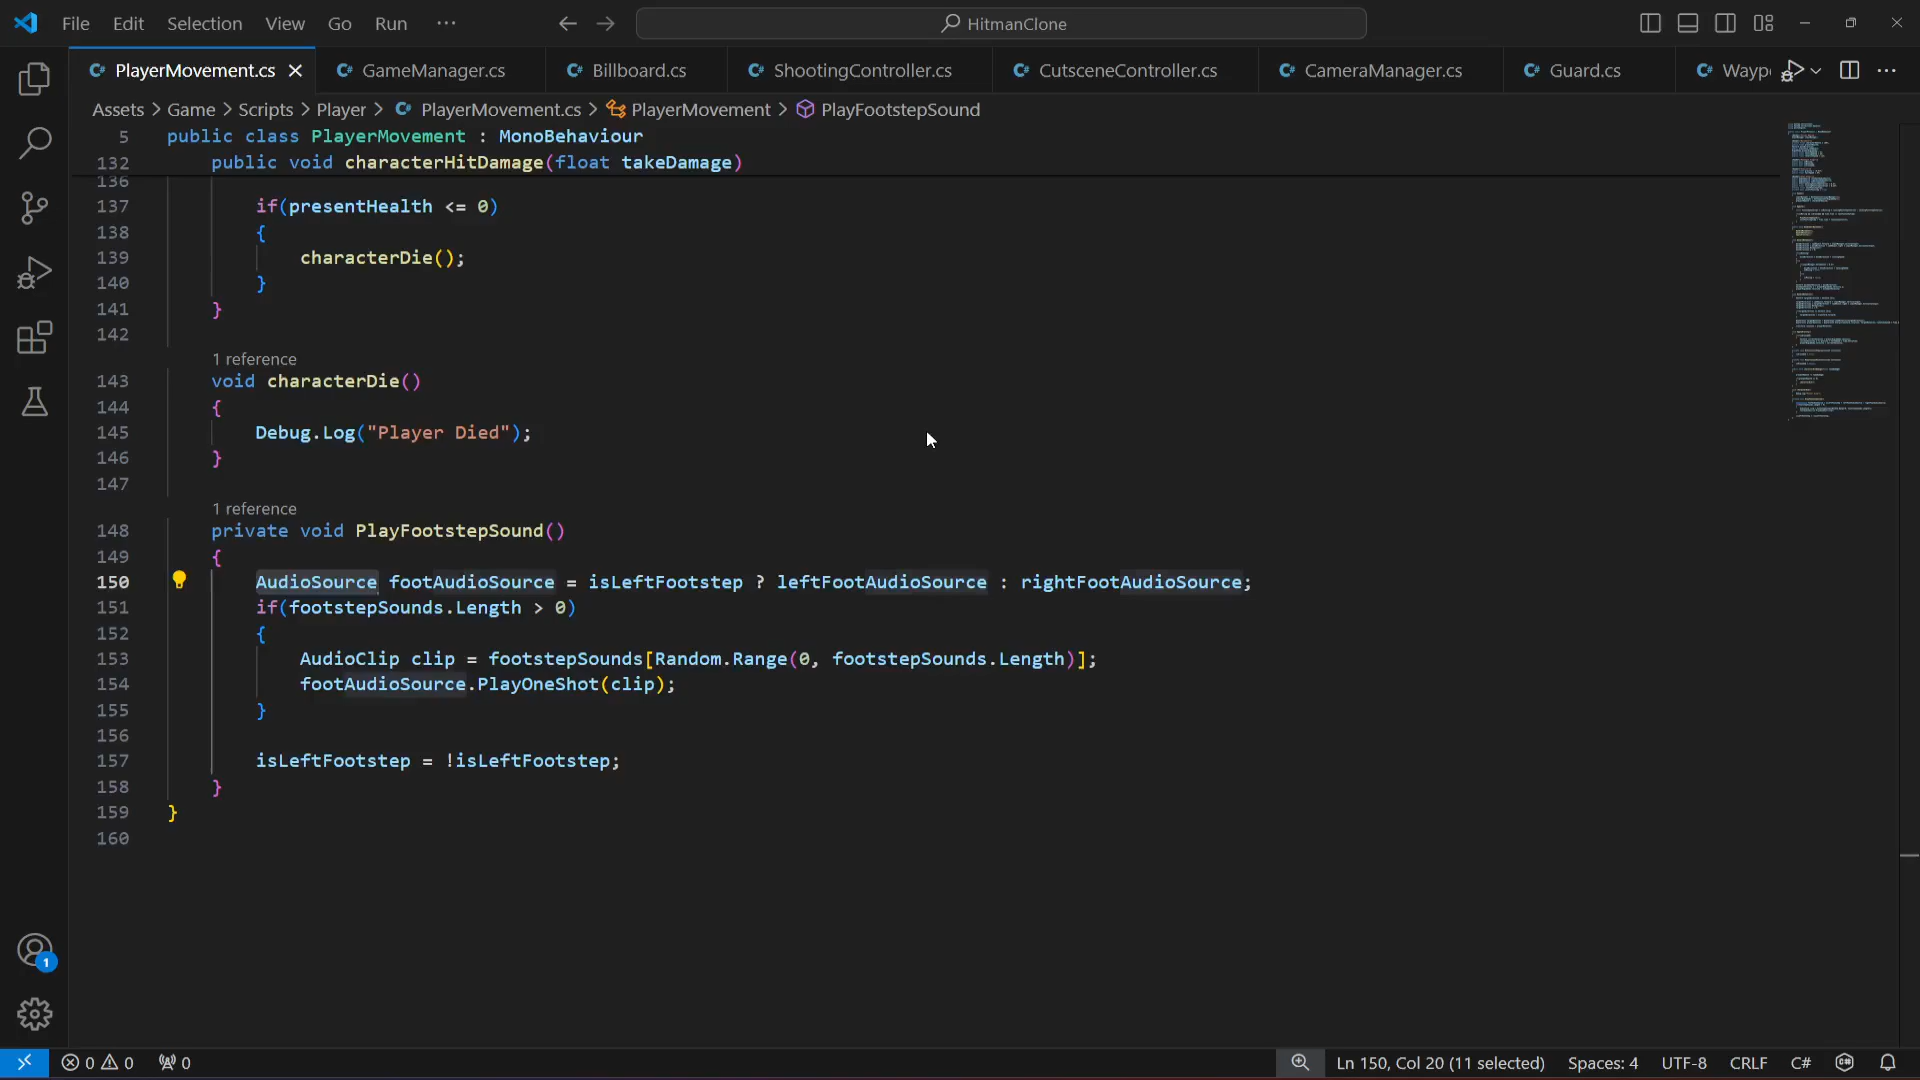 File Edit Selection View Go Run ··· HitmanClone
PlayerMovement.cs GameManager.cs Billboard.cs ShootingController.cs CutsceneController.cs CameraManager.cs Guard.cs Wayp
Assets > Game > Scripts > Player > PlayerMovement.cs > PlayerMovement > PlayFootstepSound
5 public class PlayerMovement : MonoBehaviour
132 public void characterHitDamage(float takeDamage)
136
137 if(presentHealth <= 0)
138 {
139 characterDie();
140 }
141 }
142
1 reference
143 void characterDie()
144 {
145 Debug.Log("Player Died");
146 }
147
1 reference
148 private void PlayFootstepSound()
149 {
150 AudioSource footAudioSource = isLeftFootstep ? leftFootAudioSource : rightFootAudioSource;
151 if(footstepSounds.Length > 0)
152 {
153 AudioClip clip = footstepSounds[Random.Range(0, footstepSounds.Length)];
154 footAudioSource.PlayOneShot(clip);
155 }
156
157 isLeftFootstep = !isLeftFootstep;
158 }
159 }
160
1
0 0 0 Ln 150, Col 20 (11 selected) Spaces: 4 UTF-8 CRLF C#